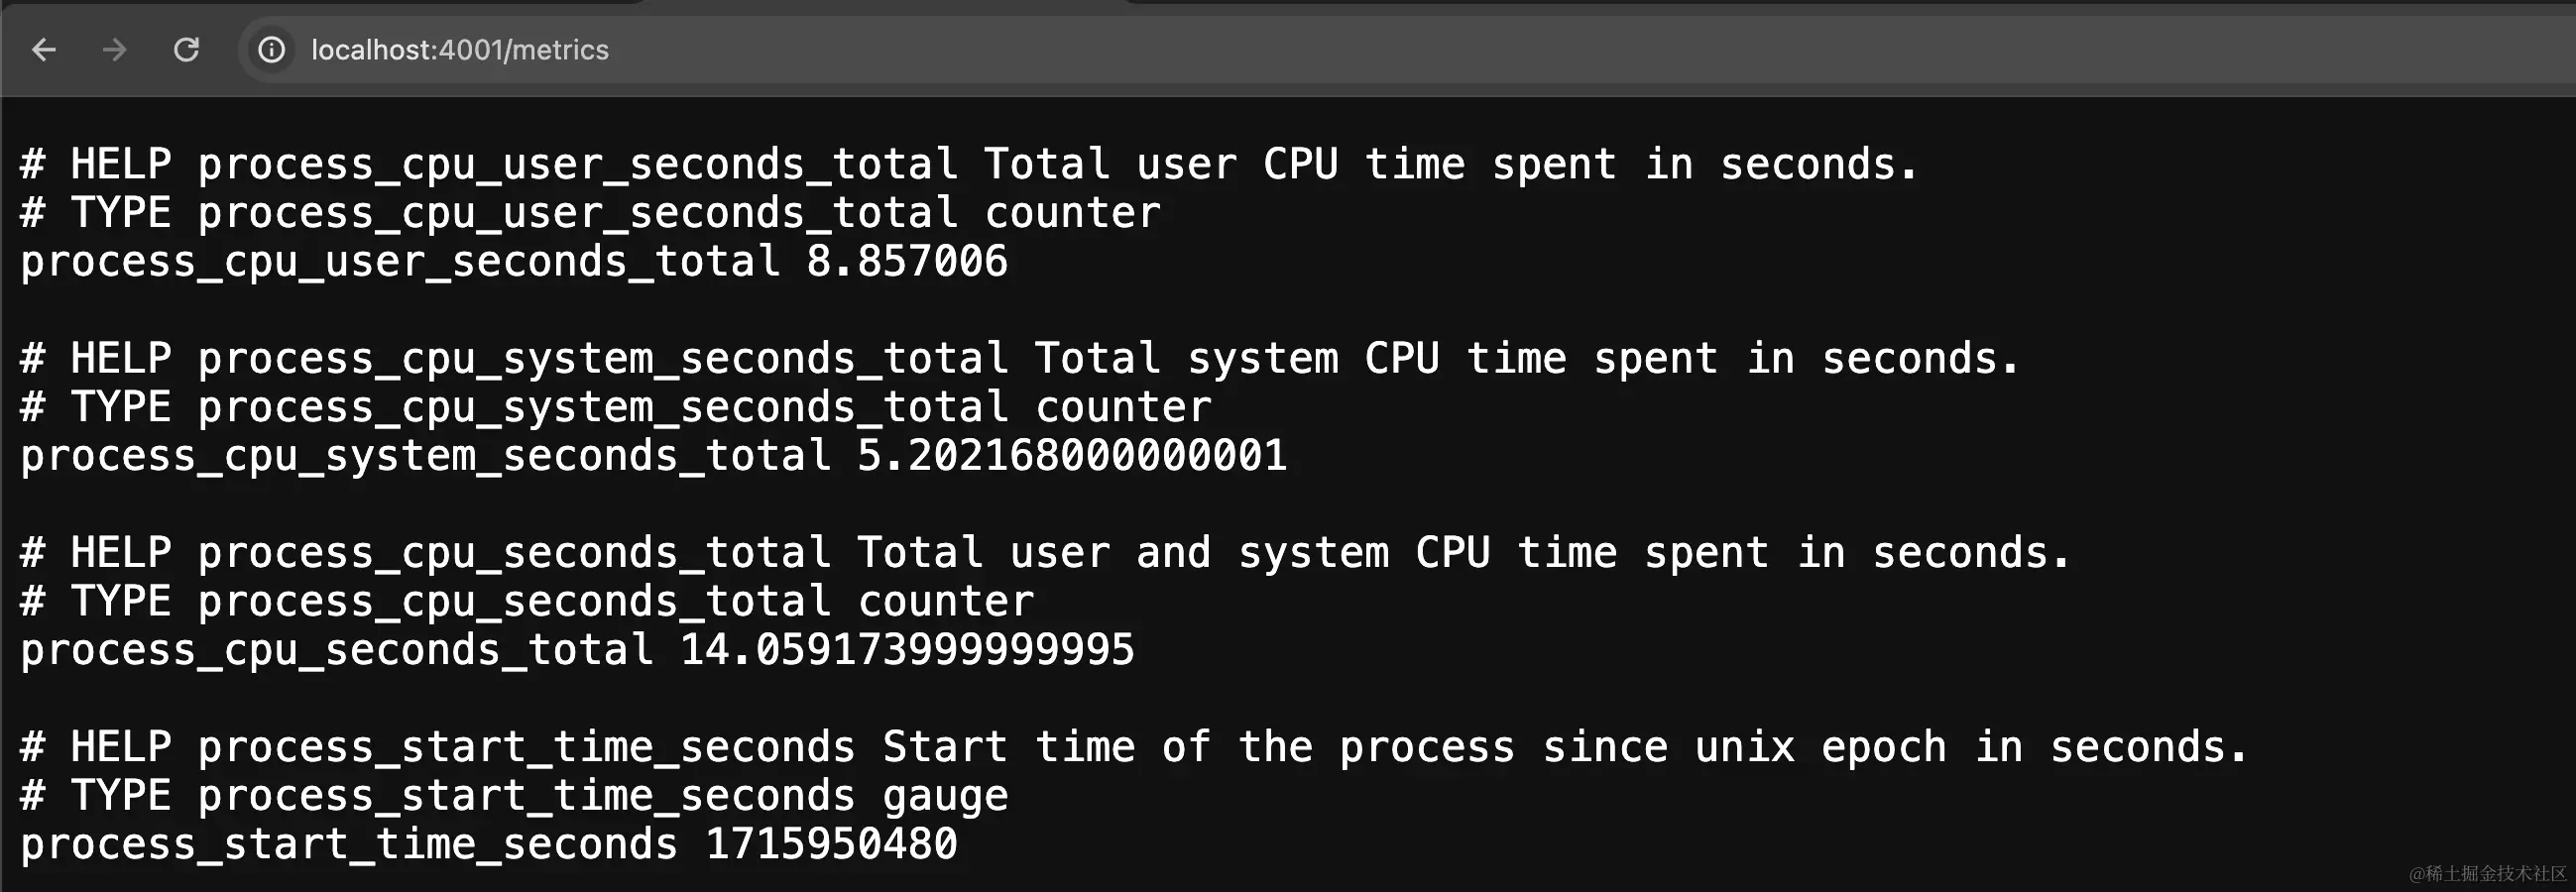 localhost:4001/metrics
# HELP process_cpu_user_seconds_total Total user CPU time spent in seconds.
# TYPE process_cpu_user_seconds_total counter
process_cpu_user_seconds_total 8.857006
# HELP process_cpu_system_seconds_total Total system CPU time spent in seconds.
# TYPE process_cpu_system_seconds_total counter
process_cpu_system_seconds_total 5.202168000000001
# HELP process_cpu_seconds_total Total user and system CPU time spent in seconds.
# TYPE process_cpu_seconds_total counter
process_cpu_seconds_total 14.059173999999995
# HELP process_start_time_seconds Start time of the process since unix epoch in seconds.
# TYPE process_start_time_seconds gauge
process_start_time_seconds 1715950480
@稀土掘金技术社区